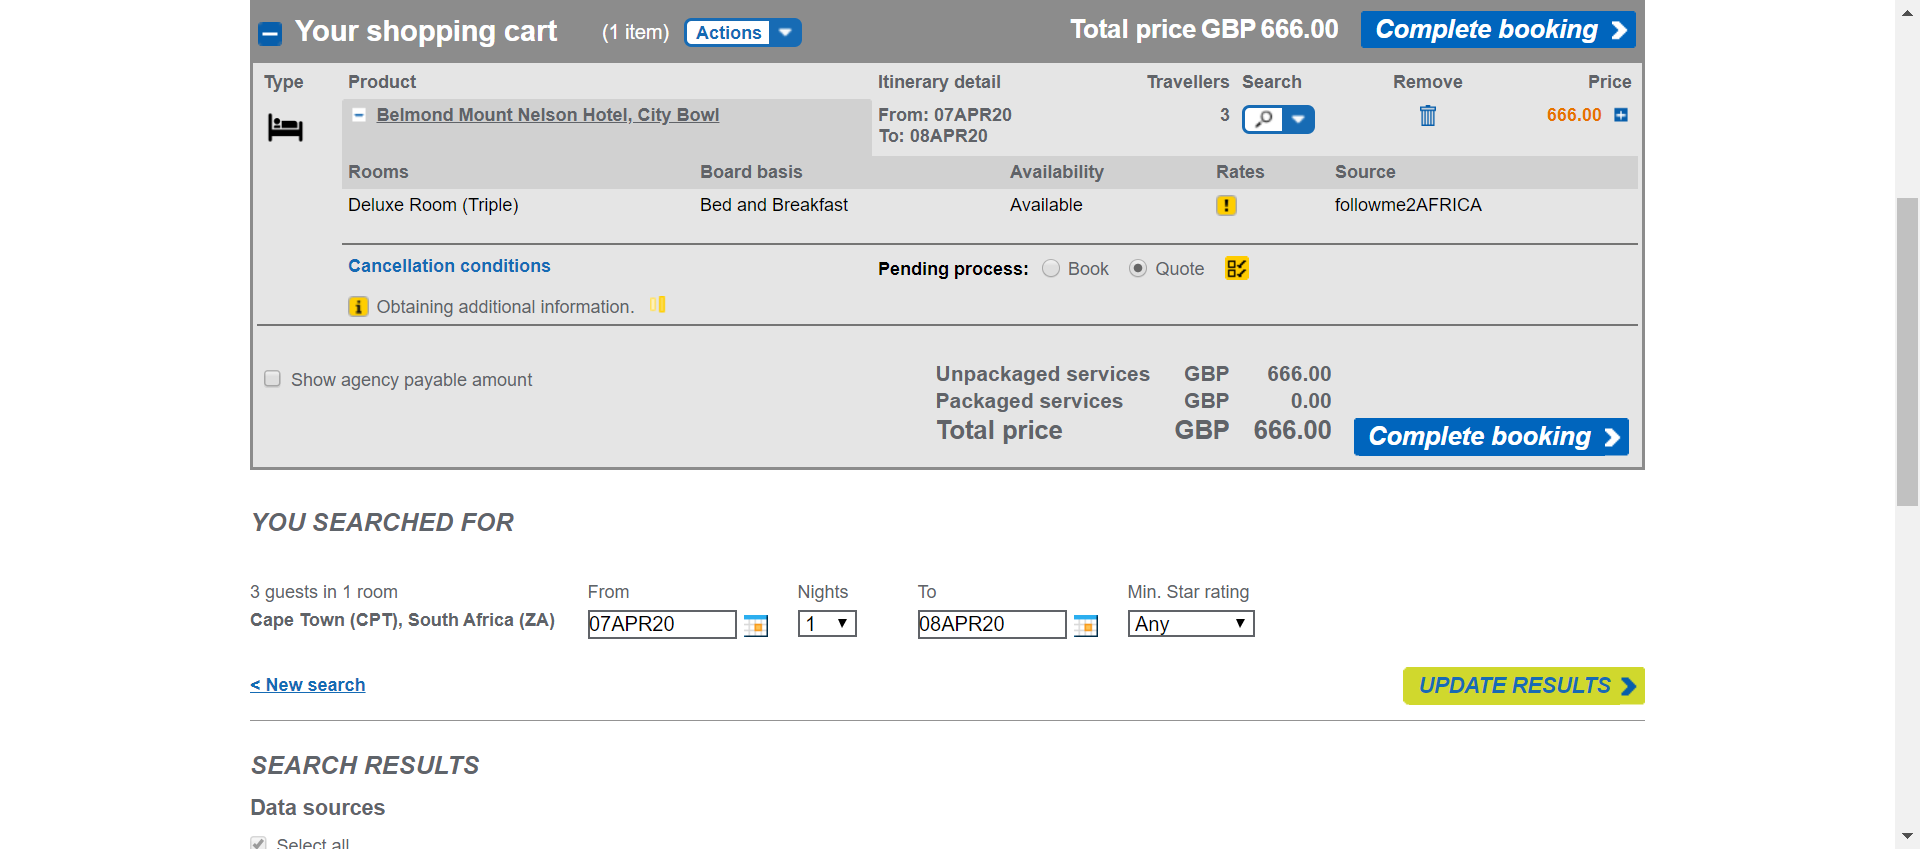 Your shopping cart (1 item) Actions Total price GBP 666.00 Complete booking
Type Product Itinerary detail Travellers Search Remove Price
Belmond Mount Nelson Hotel, City Bowl From: 07APR20 3 666.00
To: 08APR20
Rooms Board basis Availability Rates Source
Deluxe Room (Triple) Bed and Breakfast Available followme2AFRICA
Cancellation conditions Pending process: Book Quote
Obtaining additional information.
Show agency payable amount
Unpackaged services GBP 666.00
Packaged services GBP 0.00
Total price GBP 666.00 Complete booking
YOU SEARCHED FOR
3 guests in 1 room From Nights To Min. Star rating
Cape Town (CPT), South Africa (ZA) 07APR20 1 08APR20 Any
< New search UPDATE RESULTS
SEARCH RESULTS
Data sources
Select all